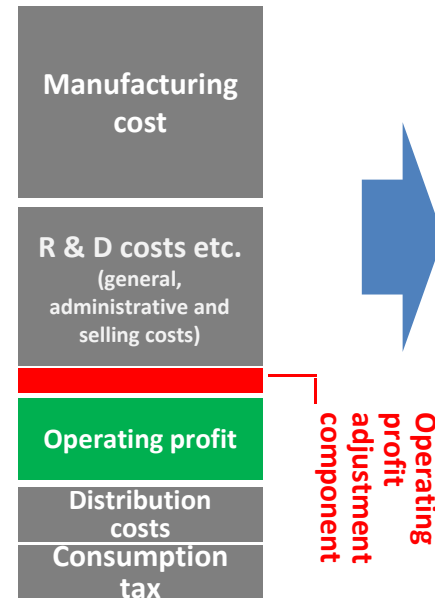 Manufacturing
cost
R & D costs etc.
(general,
administrative and
selling costs)
Operating profit
Distribution
costs
Consumption
tax
Operating
profit
adjustment
component